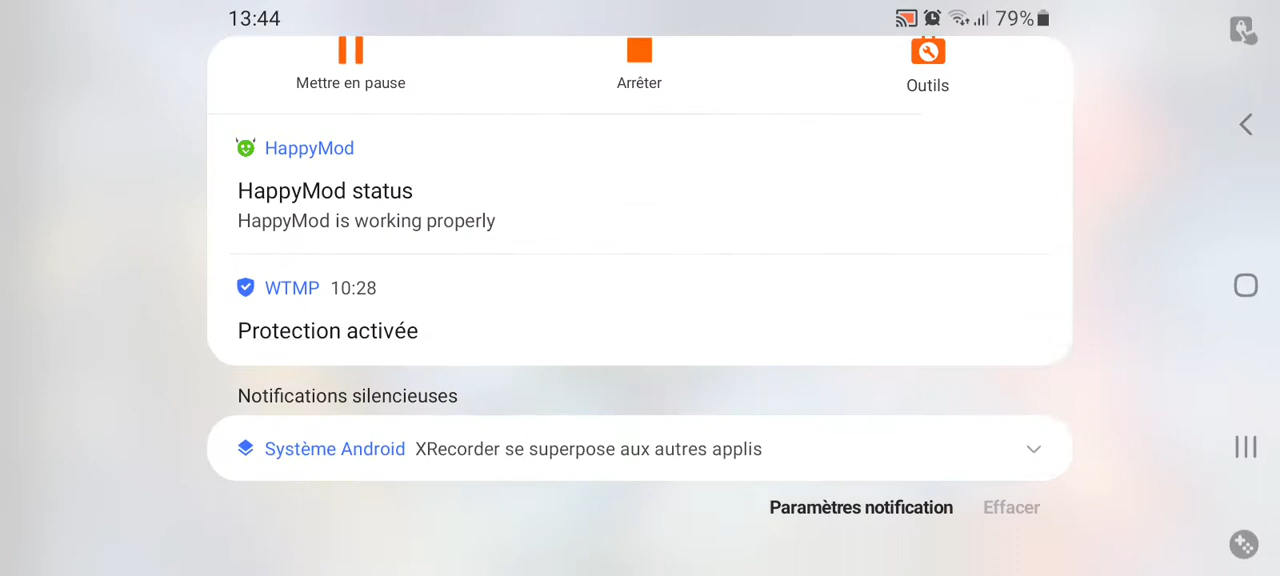 13:44
79%
Mettre en pause
Arrêter
Outils
HappyMod
HappyMod status
HappyMod is working properly
WTMP 10:28
Protection activée
Notifications silencieuses
Système Android XRecorder se superpose aux autres applis
Paramètres notification
Effacer